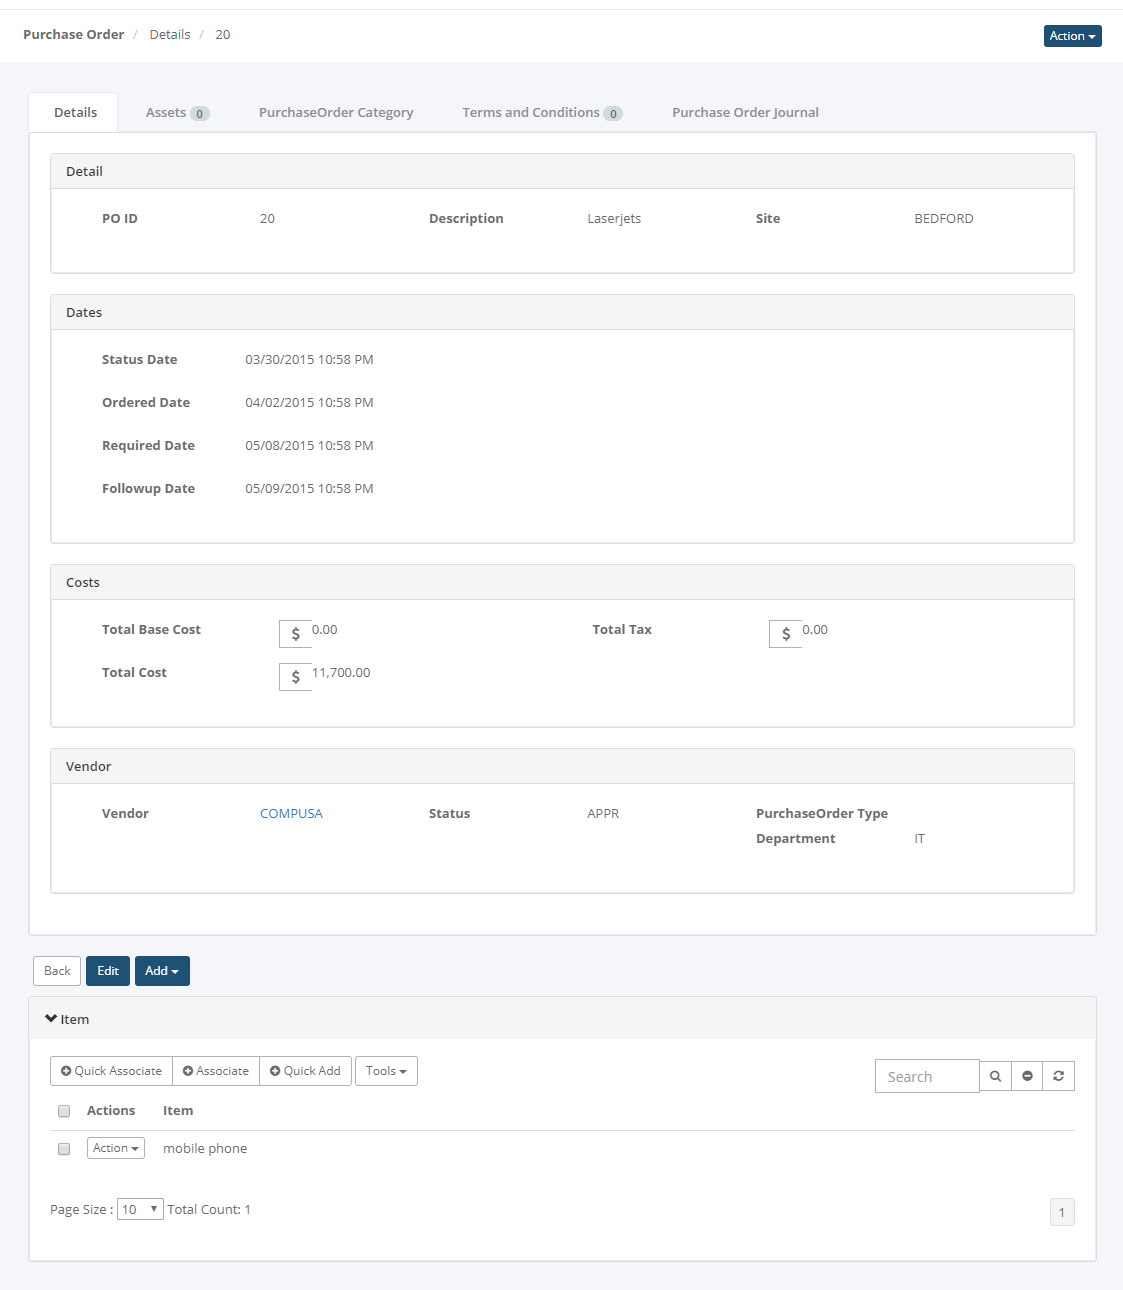 Purchase Order / Details / 20
Action
Details Assets 0 PurchaseOrder Category Terms and Conditions 0 Purchase Order Journal
Detail
PO ID 20 Description Laserjets Site BEDFORD
Dates
Status Date 03/30/2015 10:58 PM
Ordered Date 04/02/2015 10:58 PM
Required Date 05/08/2015 10:58 PM
Followup Date 05/09/2015 10:58 PM
Costs
Total Base Cost $ 0.00 Total Tax $ 0.00
Total Cost $ 11,700.00
Vendor
Vendor COMPUSA Status APPR PurchaseOrder Type
Department IT
Back Edit Add
Item
Quick Associate Associate Quick Add Tools Search
Actions Item
Action mobile phone
Page Size : 10 Total Count: 1 1